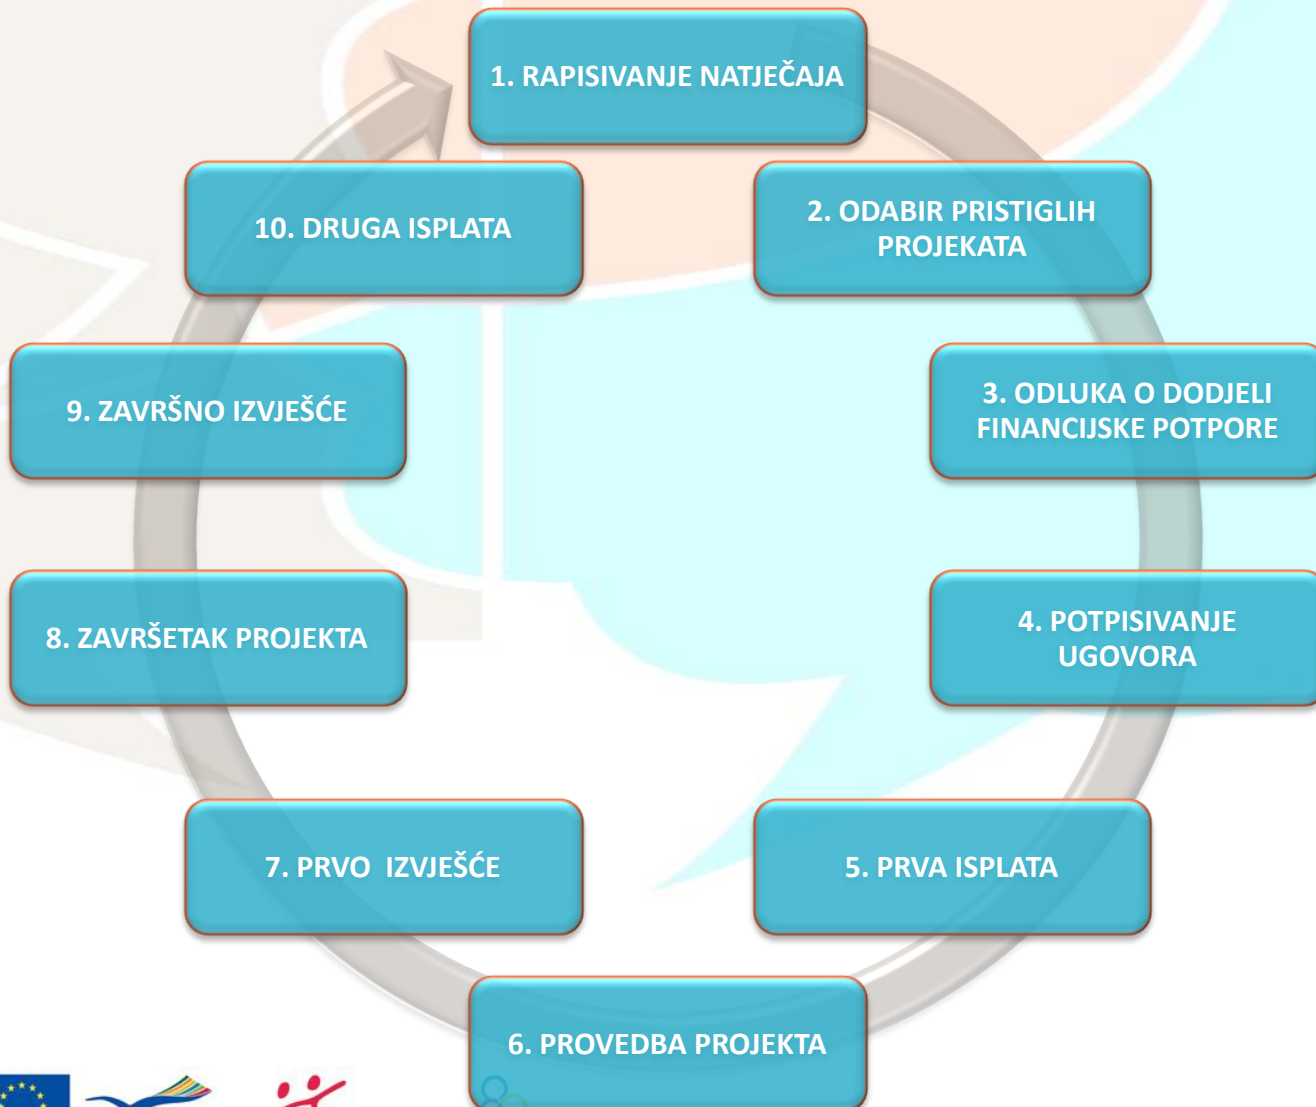 1. RAPISIVANJE NATJEČAJA
2. ODABIR PRISTIGLIH
PROJEKATA
3. ODLUKA O DODJELI
FINANCIJSKE POTPORE
4. POTPISIVANJE
UGOVORA
5. PRVA ISPLATA
6. PROVEDBA PROJEKTA
7. PRVO  IZVJEŠĆE
8. ZAVRŠETAK PROJEKTA
9. ZAVRŠNO IZVJEŠĆE
10. DRUGA ISPLATA